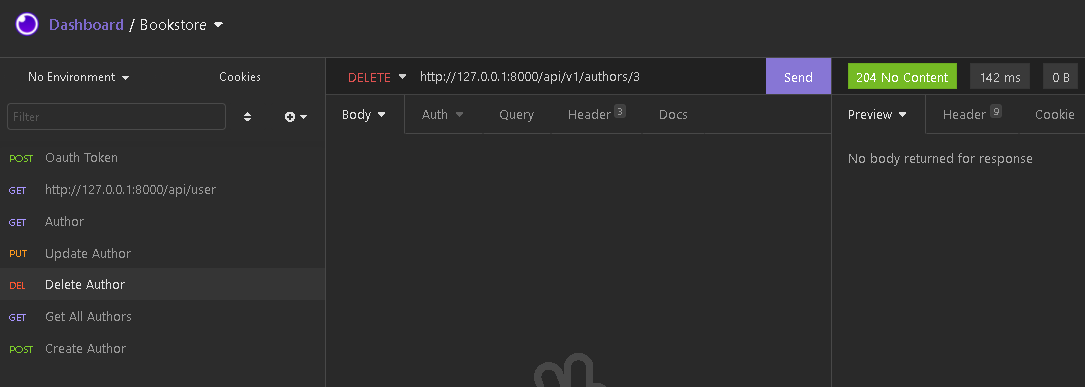 Dashboard / Bookstore
No Environment
Cookies
DELETE http://127.0.0.1:8000/api/v1/authors/3
Send
204 No Content
142 ms
0 B
Filter
Body
Auth
Query
Header 3
Docs
Preview
Header 9
Cookie
POST Oauth Token
GET http://127.0.0.1:8000/api/user
GET Author
PUT Update Author
DEL Delete Author
GET Get All Authors
POST Create Author
No body returned for response